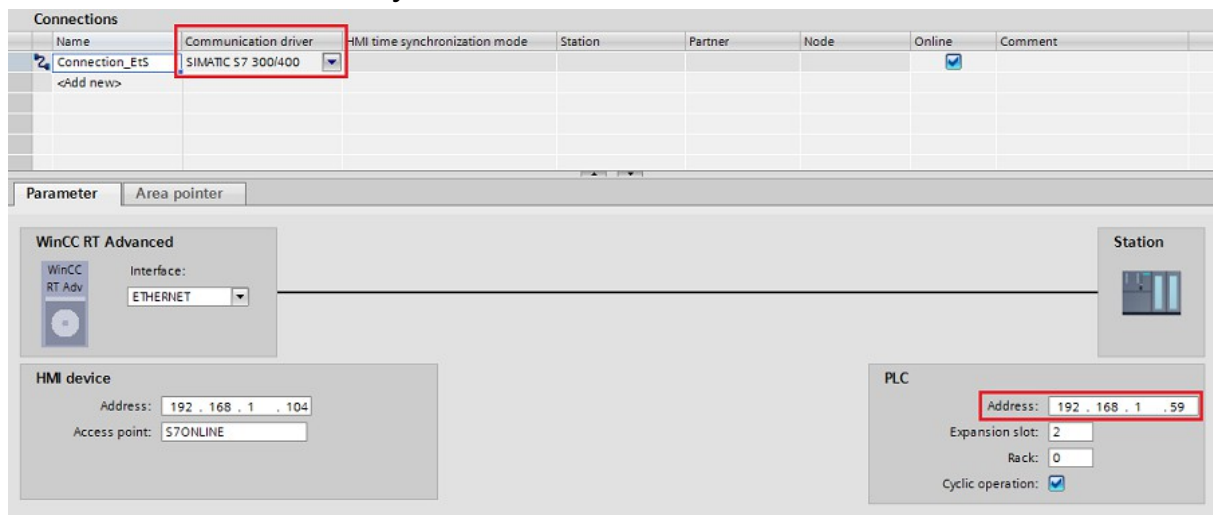 Connections
Name Communication driver HMI time synchronization mode Station Partner Node Online Comment
Connection_EtS SIMATIC S7 300/400
<Add new>
Parameter Area pointer
WinCC RT Advanced Station
WinCC Interface:
RT Adv
ETHERNET
HMI device PLC
Address: 192 . 168 . 1 . 104 Address: 192 . 168 . 1 . 59
Access point: S7ONLINE Expansion slot: 2
Rack: 0
Cyclic operation: